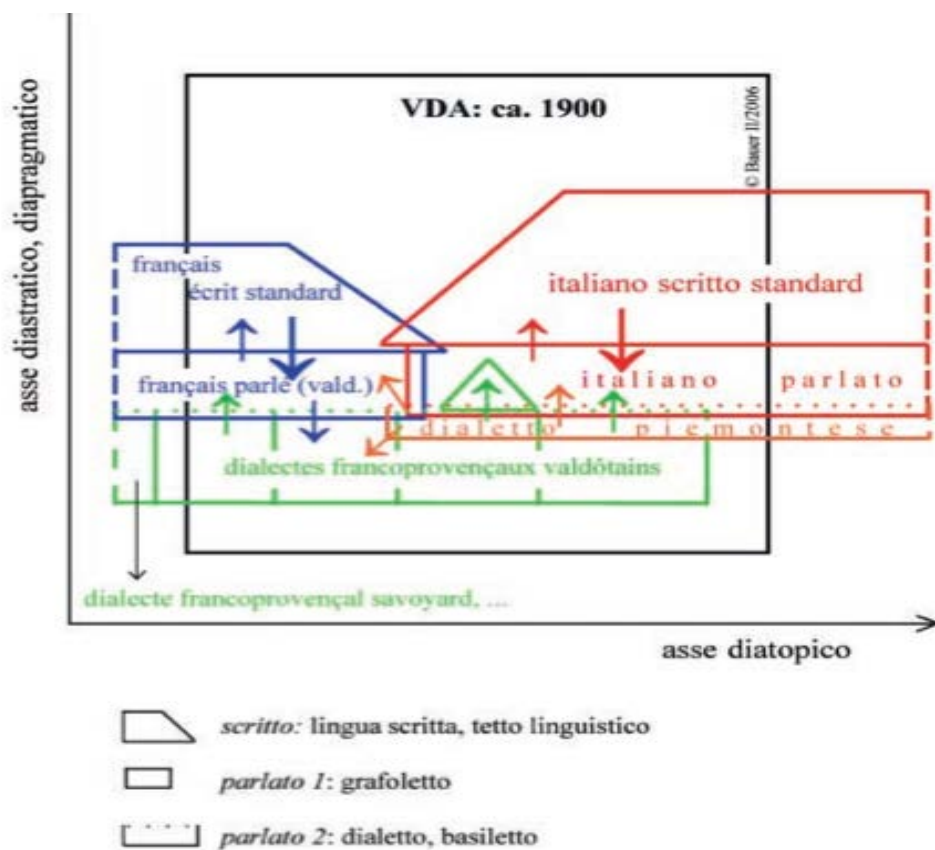 VDA: ca. 1900
© Bauer II/2006
asse diastratico, diapragmatico
français
écrit standard
italiano scritto standard
français parle (vald.)
italiano parlato
dialetto piemontese
dialectes francoprovençaux valdôtains
dialecte francoprovençal savoyard, ...
asse diatopico
scritto: lingua scritta, tetto linguistico
parlato 1: grafoletto
parlato 2: dialetto, basiletto